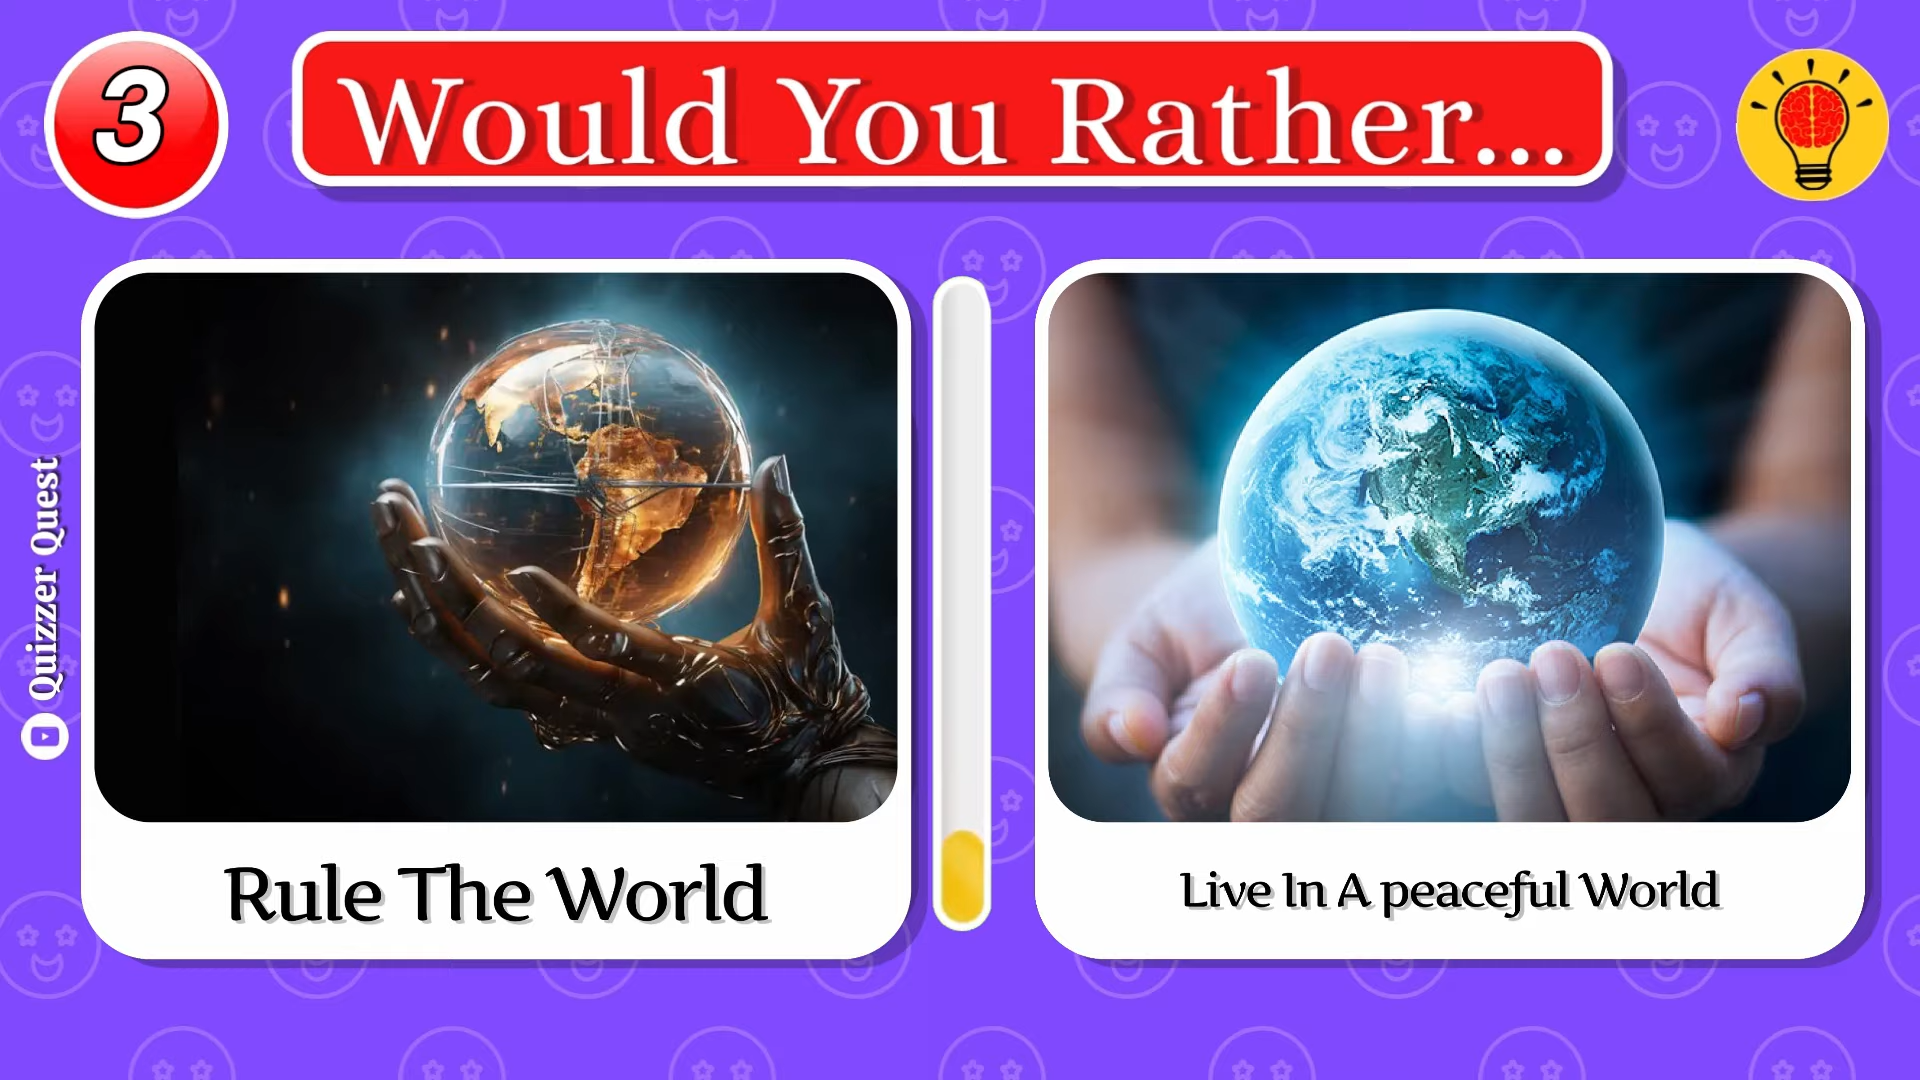 3
Would You Rather...
Quizzer Quest
Rule The World
Live In A peaceful World